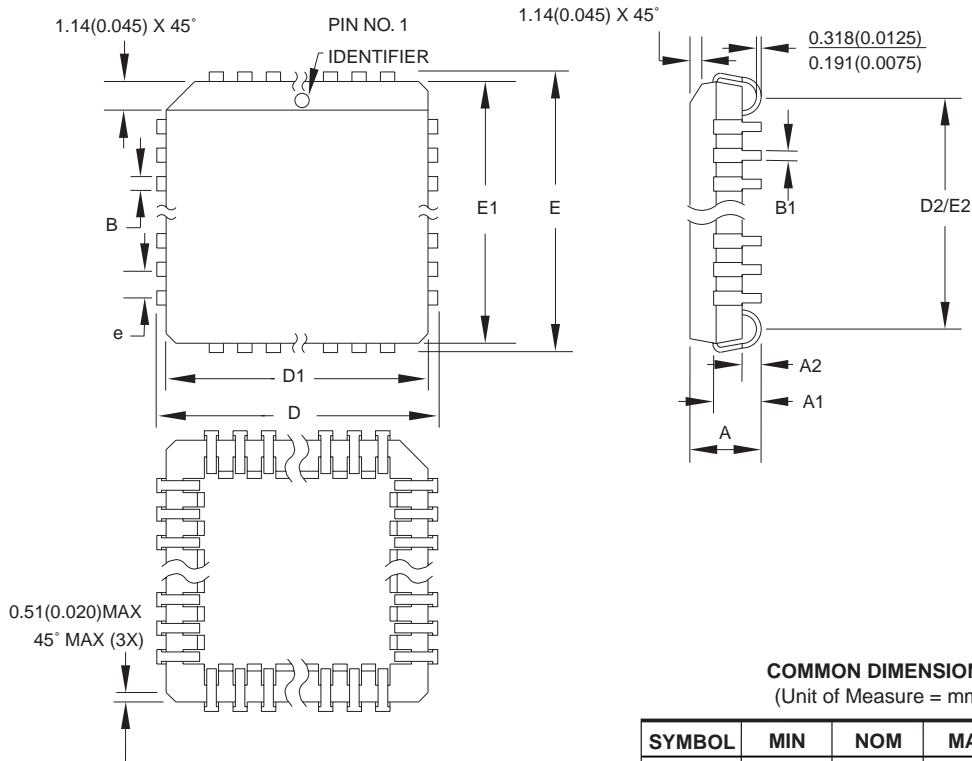 1.14(0.045) X 45˚
PIN NO. 1
IDENTIFIER
1.14(0.045) X 45˚
0.318(0.0125)
0.191(0.0075)
B
e
E1
E
B1
D2/E2
D1
D
A2
A1
A
0.51(0.020)MAX
45˚ MAX (3X)
COMMON DIMENSION
(Unit of Measure = mm
SYMBOL MIN NOM MA